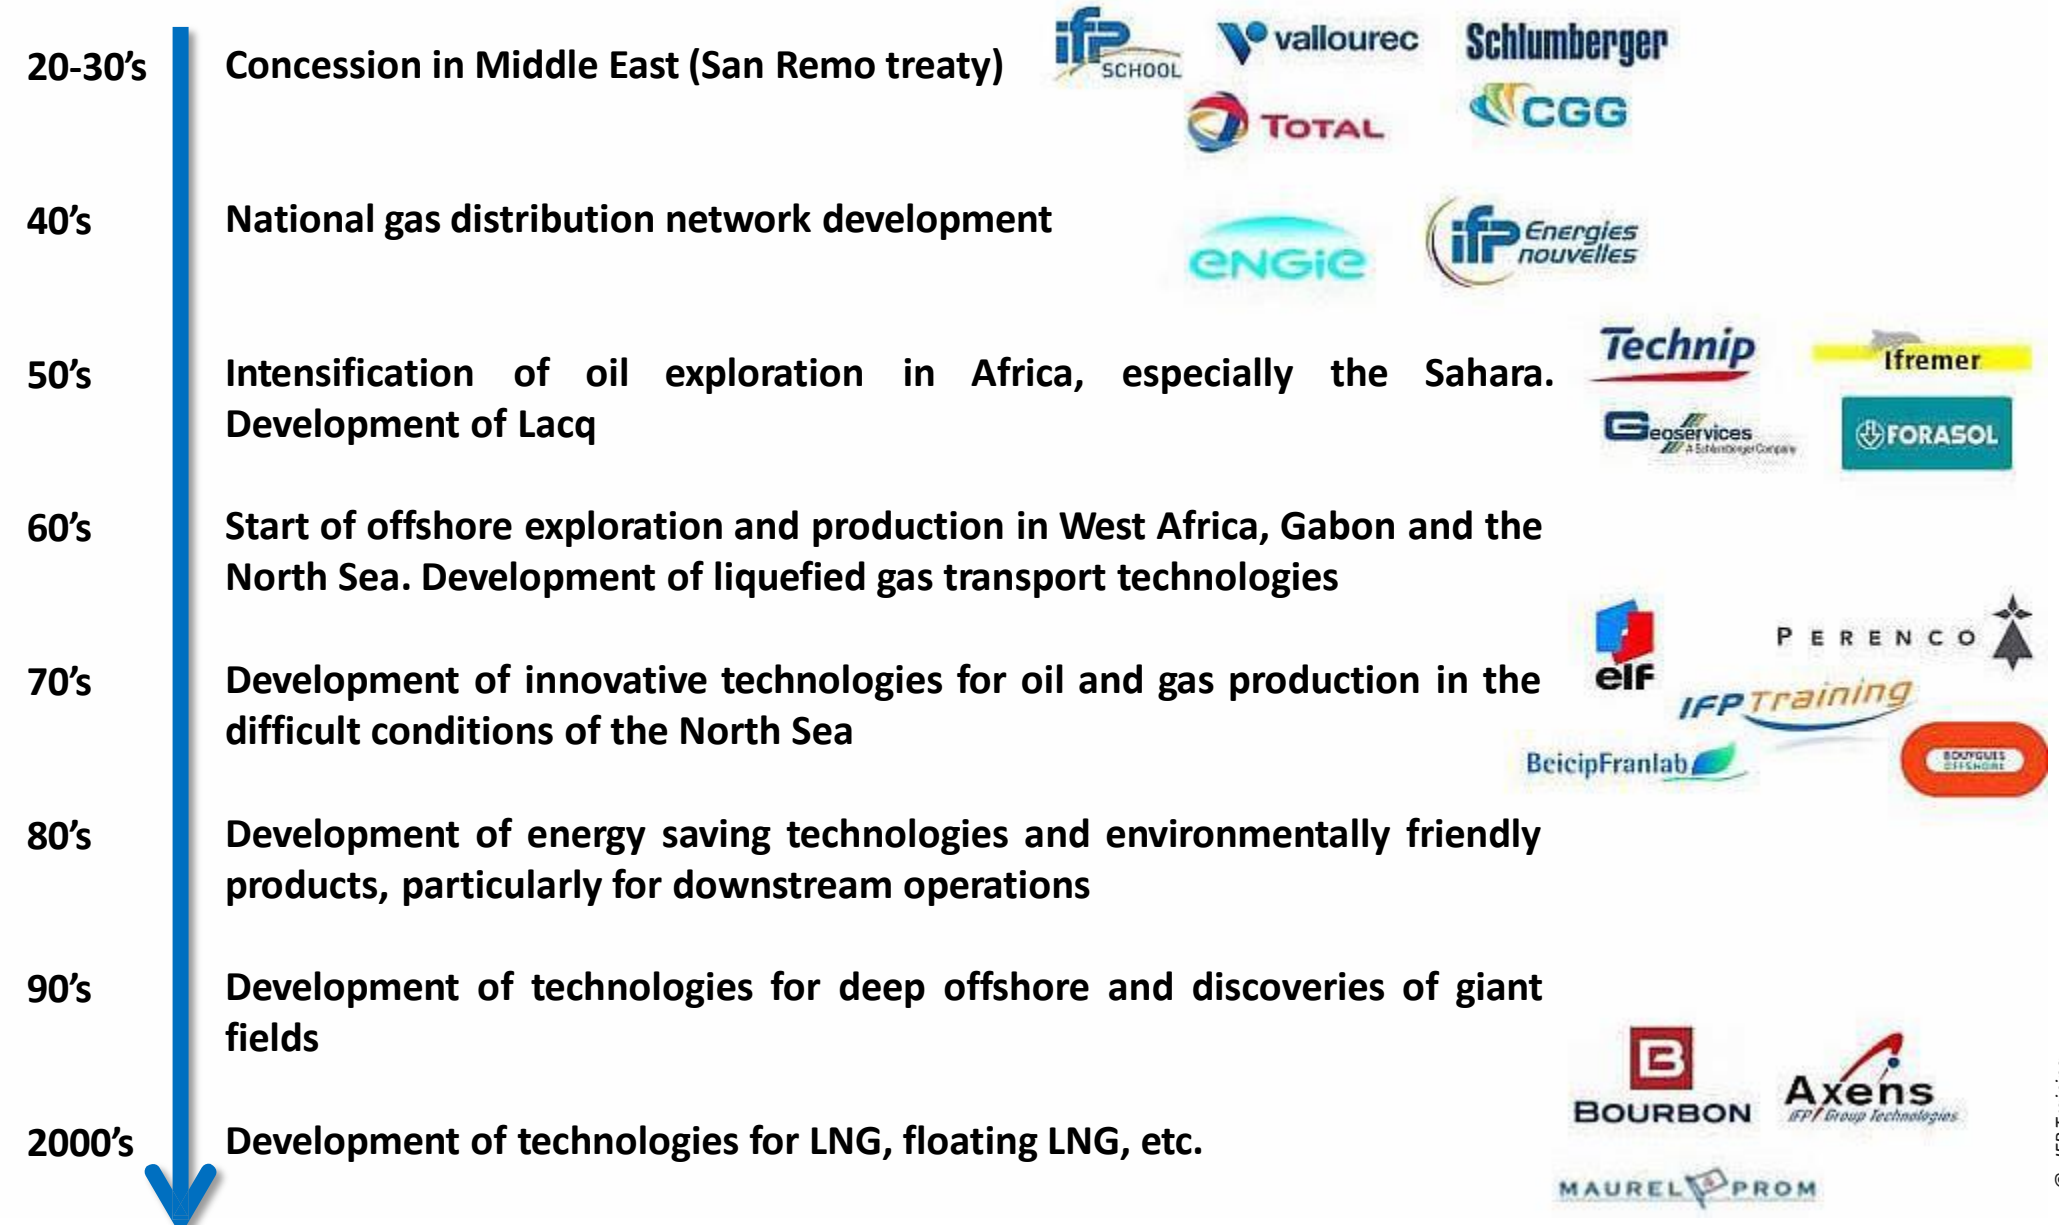 20-30’s
Concession in Middle East (San Remo treaty)
ifp
SCHOOL
vallourec
Schlumberger
TOTAL
CGG
40’s
National gas distribution network development
ENGIE
ifp Energies
nouvelles
50’s
Intensification of oil exploration in Africa, especially the Sahara.
Development of Lacq
Technip
Ifremer
Geoservices
A Schlumberger Company
FORASOL
60’s
Start of offshore exploration and production in West Africa, Gabon and the
North Sea. Development of liquefied gas transport technologies
elf
PERENCO
70’s
Development of innovative technologies for oil and gas production in the
difficult conditions of the North Sea
IFP Training
BeicipFranlab
BOUYGUES
OFFSHORE
80’s
Development of energy saving technologies and environmentally friendly
products, particularly for downstream operations
90’s
Development of technologies for deep offshore and discoveries of giant
fields
B
BOURBON
Axens
IFP Group Technologies
2000’s
Development of technologies for LNG, floating LNG, etc.
MAUREL PROM